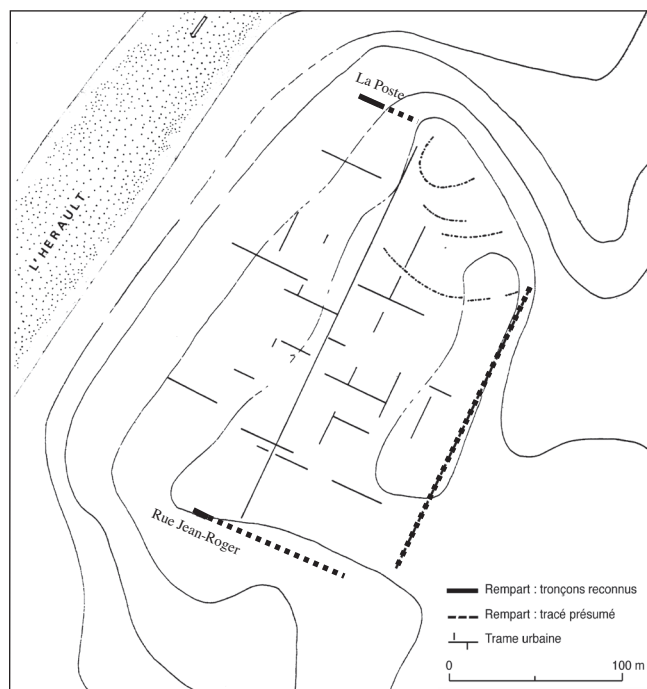 La Poste
L'HERAULT
?
Rue Jean-Roger
Rempart : tronçons reconnus
Rempart : tracé présumé
Trame urbaine
0 100 m